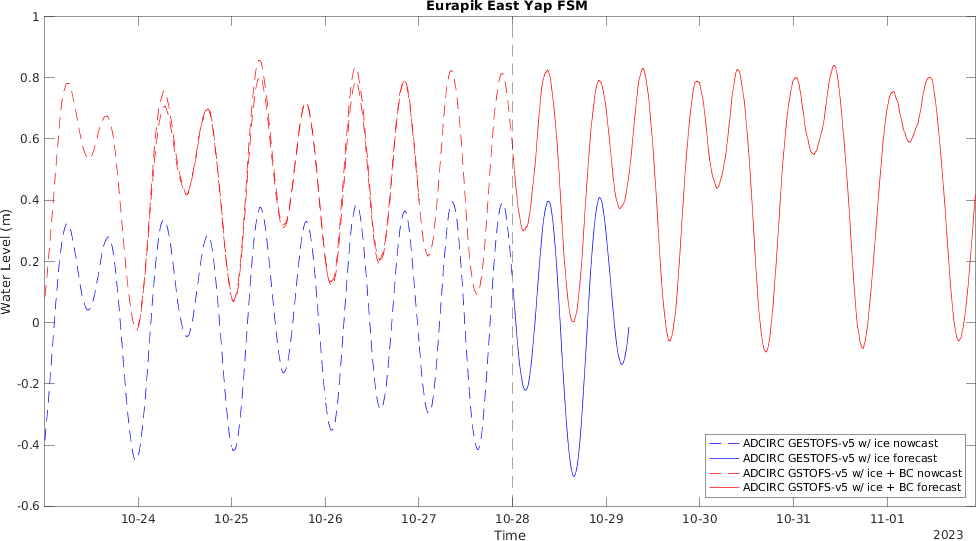 Eurapik East Yap FSM
1
0.8
0.6
0.4
0.2
0
-0.2
-0.4
-0.6
Water Level (m)
10-24
10-25
10-26
10-27
10-28
10-29
10-30
10-31
11-01
Time
2023
ADCIRC GESTOFS-v5 w/ ice nowcast
ADCIRC GESTOFS-v5 w/ ice forecast
ADCIRC GSTOFS-v5 w/ ice + BC nowcast
ADCIRC GSTOFS-v5 w/ ice + BC forecast